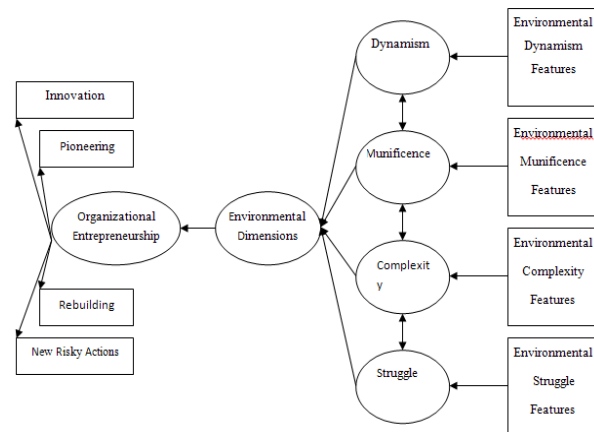 Innovation
Pioneering
Organizational
Entrepreneurship
Rebuilding
New Risky Actions
Environmental
Dimensions
Dynamism
Munificence
Complexit
y
Struggle
Environmental
Dynamism
Features
Environmental
Munificence
Features
Environmental
Complexity
Features
Environmental
Struggle
Features